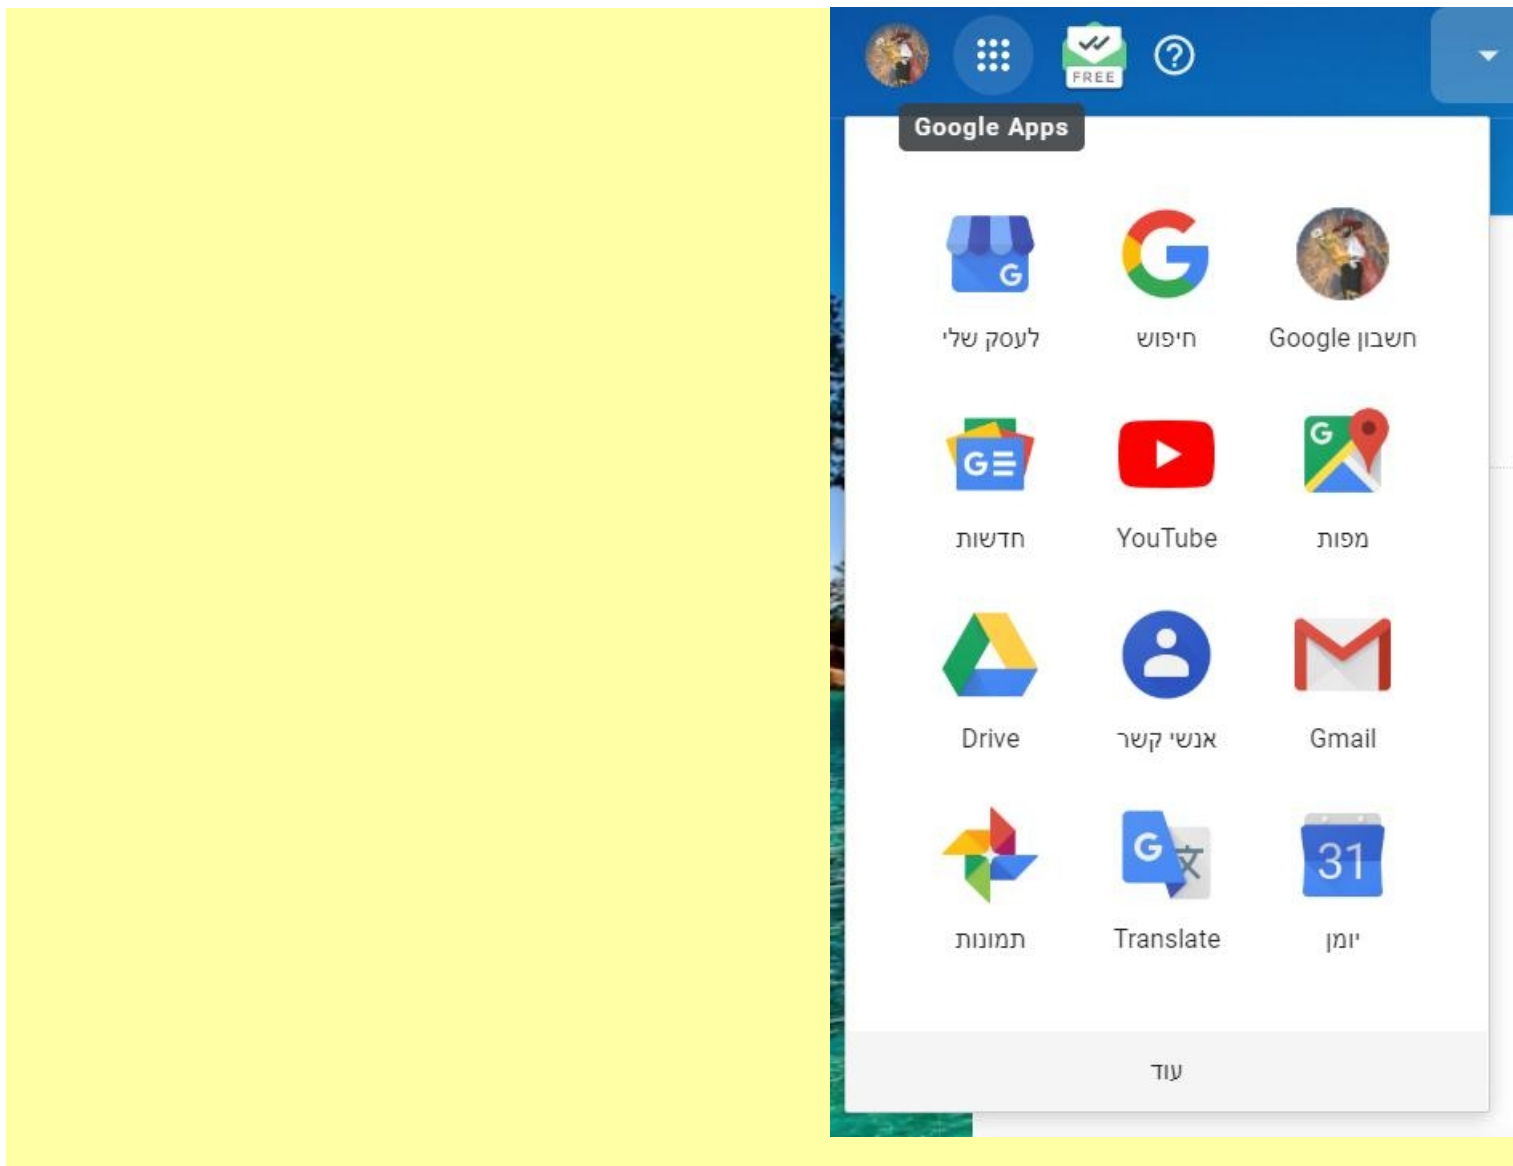 FREE
Google Apps
חשבון Google
חיפוש
לעסק שלי
מפות
YouTube
חדשות
Gmail
אנשי קשר
Drive
31
יומן
Translate
תמונות
עוד